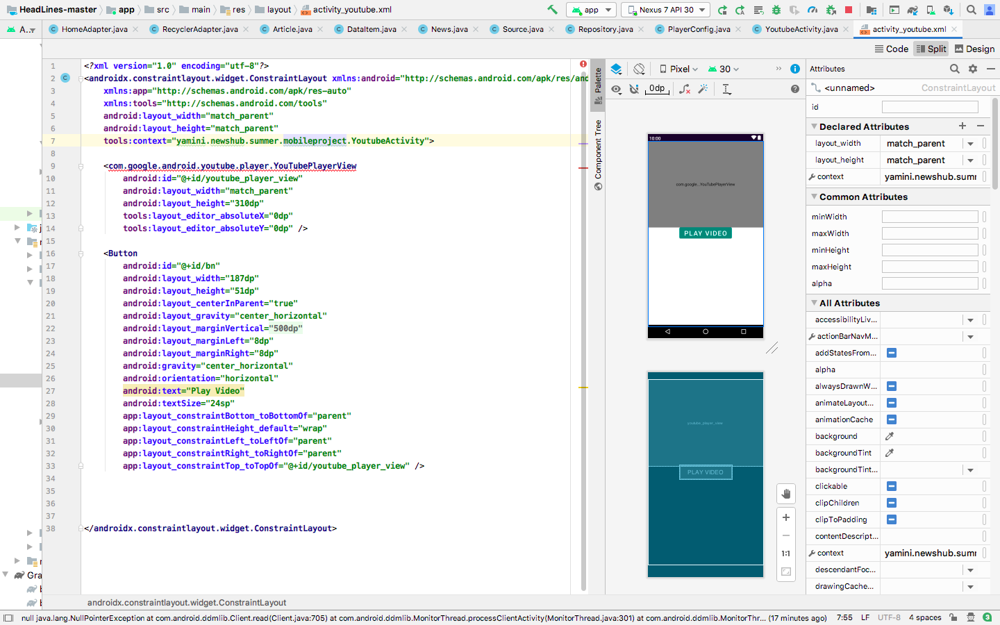 HeadLines-master
app
src
main
res
layout
activity_youtube.xml
app
Nexus 7 API 30
A...
HomeAdapter.java
RecyclerAdapter.java
Article.java
DataItem.java
News.java
Source.java
Repository.java
PlayerConfig.java
YoutubeActivity.java
activity_youtube.xml
Code
Split
Design
1 <?xml version="1.0" encoding="utf-8"?>
2 <androidx.constraintlayout.widget.ConstraintLayout xmlns:android="http://schemas.android.com/apk/res/and
3 xmlns:app="http://schemas.android.com/apk/res-auto"
4 xmlns:tools="http://schemas.android.com/tools"
5 android:layout_width="match_parent"
6 android:layout_height="match_parent"
7 tools:context="yamini.newshub.summer.mobileproject.YoutubeActivity">
8
9 <com.google.android.youtube.player.YouTubePlayerView
10 android:id="@+id/youtube_player_view"
11 android:layout_width="match_parent"
12 android:layout_height="310dp"
13 tools:layout_editor_absoluteX="0dp"
14 tools:layout_editor_absoluteY="0dp" />
15
16 <Button
17 android:id="@+id/bn"
18 android:layout_width="187dp"
19 android:layout_height="51dp"
20 android:layout_centerInParent="true"
21 android:layout_gravity="center_horizontal"
22 android:layout_marginVertical="500dp"
23 android:layout_marginLeft="8dp"
24 android:layout_marginRight="8dp"
25 android:gravity="center_horizontal"
26 android:orientation="horizontal"
27 android:text="Play Video"
28 android:textSize="24sp"
29 app:layout_constraintBottom_toBottomOf="parent"
30 app:layout_constraintHeight_default="wrap"
31 app:layout_constraintLeft_toLeftOf="parent"
32 app:layout_constraintRight_toRightOf="parent"
33 app:layout_constraintTop_toTopOf="@+id/youtube_player_view" />
34
35
36
37
38 </androidx.constraintlayout.widget.ConstraintLayout>
Gra
androidx.constraintlayout.widget.ConstraintLayout
Palette
Component Tree
Pixel
30
0dp
10:00
com.google...YouTubePlayerView
PLAY VIDEO
youtube_player_view
PLAY VIDEO
1:1
Attributes
<unnamed>
ConstraintLayout
id
Declared Attributes
layout_width match_parent
layout_height match_parent
context yamini.newshub.sumr
Common Attributes
minWidth
maxWidth
minHeight
maxHeight
alpha
All Attributes
accessibilityLiv...
actionBarNavM...
addStatesFrom...
alpha
alwaysDrawnW...
animateLayout...
animationCache
background
backgroundTint
backgroundTint...
clickable
clipChildren
clipToPadding
contentDescript...
context yamini.newshub.sumr
descendantFoc...
drawingCache...
null java.lang.NullPointerException at com.android.ddmlib.Client.read(Client.java:705) at com.android.ddmlib.MonitorThread.processClientActivity(MonitorThread.java:301) at com.android.ddmlib.MonitorThr... (17 minutes ago)
7:55
LF
UTF-8
4 spaces
3